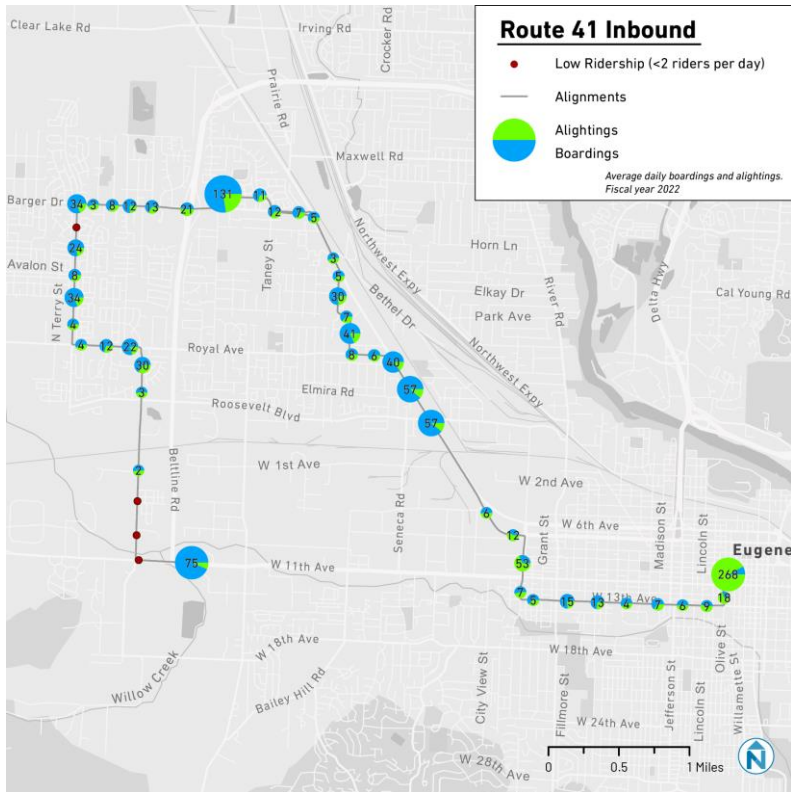 Route 41 Inbound
Low Ridership (<2 riders per day)
Alignments
Alightings
Boardings
Average daily boardings and alightings.
Fiscal year 2022
Clear Lake Rd
Irving Rd
Crocker Rd
Prairie Rd
Maxwell Rd
Barger Dr
34
3
8
12
13
21
131
11
12
7
5
Taney St
Northwest Expy
Horn Ln
River Rd
Delta Hwy
Cal Young Rd
24
Avalon St
8
34
N Terry St
4
3
5
30
7
41
Bethel Dr
Elkay Dr
Park Ave
4
12
22
30
Royal Ave
8
6
40
Northwest Expy
3
Elmira Rd
57
Roosevelt Blvd
57
2
W 1st Ave
Beltline Rd
Seneca Rd
W 2nd Ave
6
12
W 6th Ave
Grant St
Madison St
Lincoln St
Eugene
75
W 11th Ave
53
268
7
5
15
13
W 13th Ave
4
7
6
9
18
W 18th Ave
W 18th Ave
Olive St
Willamette St
Willow Creek
Bailey Hill Rd
City View St
Fillmore St
Jefferson St
Lincoln St
W 24th Ave
W 28th Ave
0 0.5 1 Miles
N